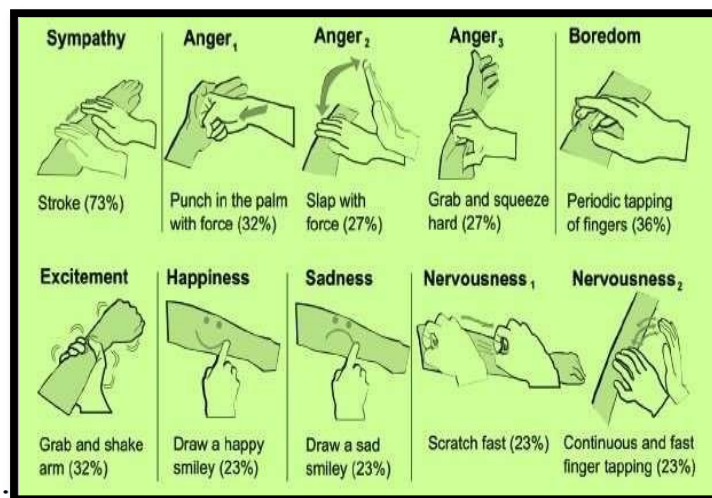 Sympathy
Anger₁
Anger₂
Anger₃
Boredom
Stroke (73%)
Punch in the palm
with force (32%)
Slap with
force (27%)
Grab and squeeze
hard (27%)
Periodic tapping
of fingers (36%)
Excitement
Happiness
Sadness
Nervousness₁
Nervousness₂
Grab and shake
arm (32%)
Draw a happy
smiley (23%)
Draw a sad
smiley (23%)
Scratch fast (23%)
Continuous and fast
finger tapping (23%)